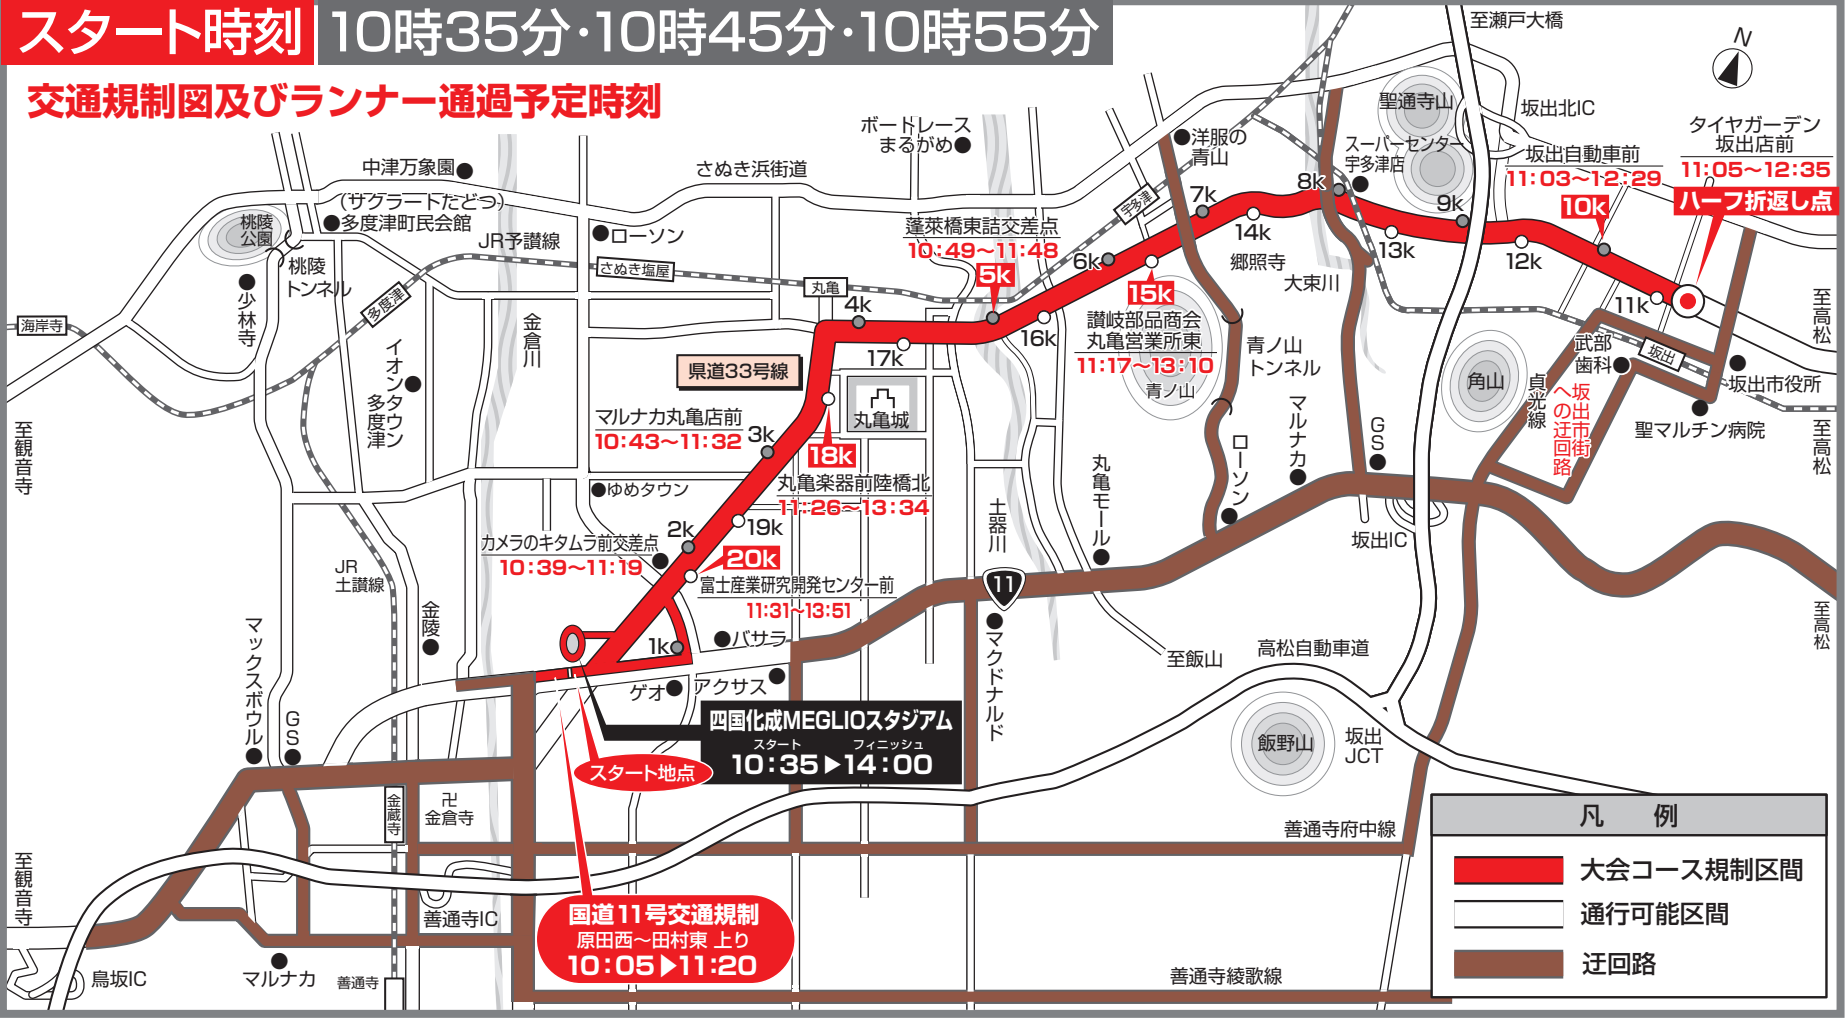 スタート時刻
10時35分・10時45分・10時55分
交通規制図及びランナー通過予定時刻
至瀬戸大橋
N
聖通寺山
坂出北IC
タイヤガーデン
坂出店前
11:05〜12:35
ハーフ折返し点
坂出自動車前
11:03〜12:29
10k
スーパーセンター
宇多津店
ボートレース
まるがめ
洋服の
青山
さぬき浜街道
中津万象園
(サクラートたどつ)
多度津町民会館
桃陵
公園
桃陵
トンネル
JR予讃線
ローソン
さぬき塩屋
丸亀
宇多津
蓬萊橋東詰交差点
10:49〜11:48
5k
4k
6k
7k
8k
9k
11k
12k
13k
14k
15k
16k
17k
郷照寺
大束川
讃岐部品商会
丸亀営業所東
11:17〜13:10
青ノ山
青ノ山
トンネル
少林寺
多度津
海岸寺
金倉川
イオンタウン
多度津
県道33号線
丸亀城
マルナカ丸亀店前
10:43〜11:32
3k
18k
丸亀楽器前陸橋北
11:26〜13:34
ゆめタウン
2k
19k
カメラのキタムラ前交差点
10:39〜11:19
20k
富士産業研究開発センター前
11:31〜13:51
1k
バサラ
ゲオ
アクサス
土器川
丸亀モール
ローソン
マルナカ
GS
角山
貞光線
武部
歯科
坂出
坂出市街
への迂回路
坂出市役所
聖マルチン病院
至高松
至高松
至高松
至観音寺
至観音寺
JR
土讃線
金陵
マックスボウル
GS
11
マクドナルド
至飯山
高松自動車道
坂出IC
飯野山
坂出
JCT
四国化成MEGLIOスタジアム
スタート
フィニッシュ
10:35▶14:00
スタート地点
金蔵寺
卍
金倉寺
善通寺IC
善通寺府中線
善通寺綾歌線
国道11号交通規制
原田西〜田村東 上り
10:05▶11:20
鳥坂IC
マルナカ
善通寺
凡 例
大会コース規制区間
通行可能区間
迂回路